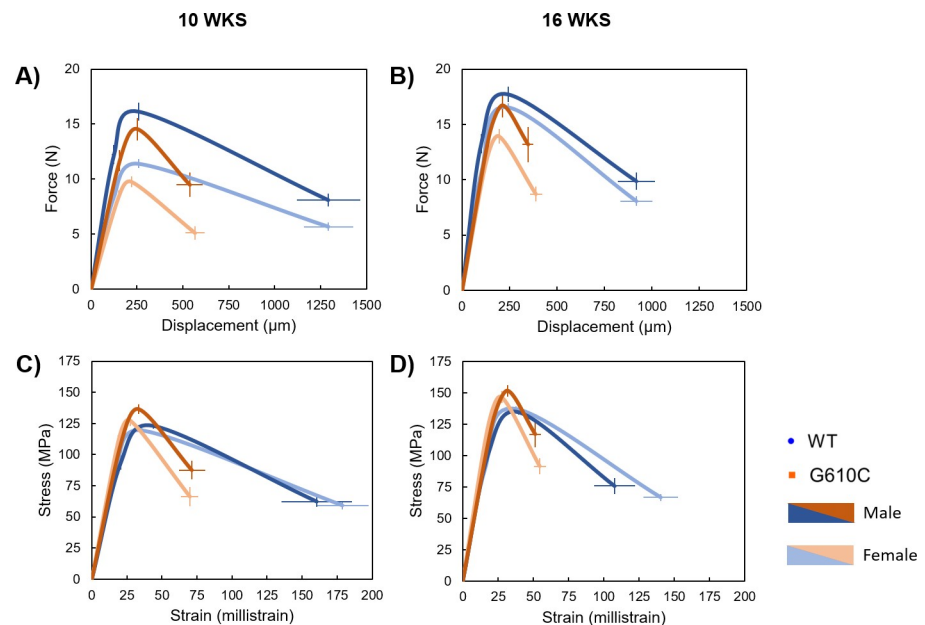 10 WKS
16 WKS
A)
20
15
10
5
0
Force (N)
0 250 500 750 1000 1250 1500
Displacement (µm)
B)
20
15
10
5
0
Force (N)
0 250 500 750 1000 1250 1500
Displacement (µm)
C)
175
150
125
100
75
50
25
0
Stress (MPa)
0 25 50 75 100 125 150 175 200
Strain (millistrain)
D)
175
150
125
100
75
50
25
0
Stress (MPa)
0 25 50 75 100 125 150 175 200
Strain (millistrain)
WT
G610C
Male
Female